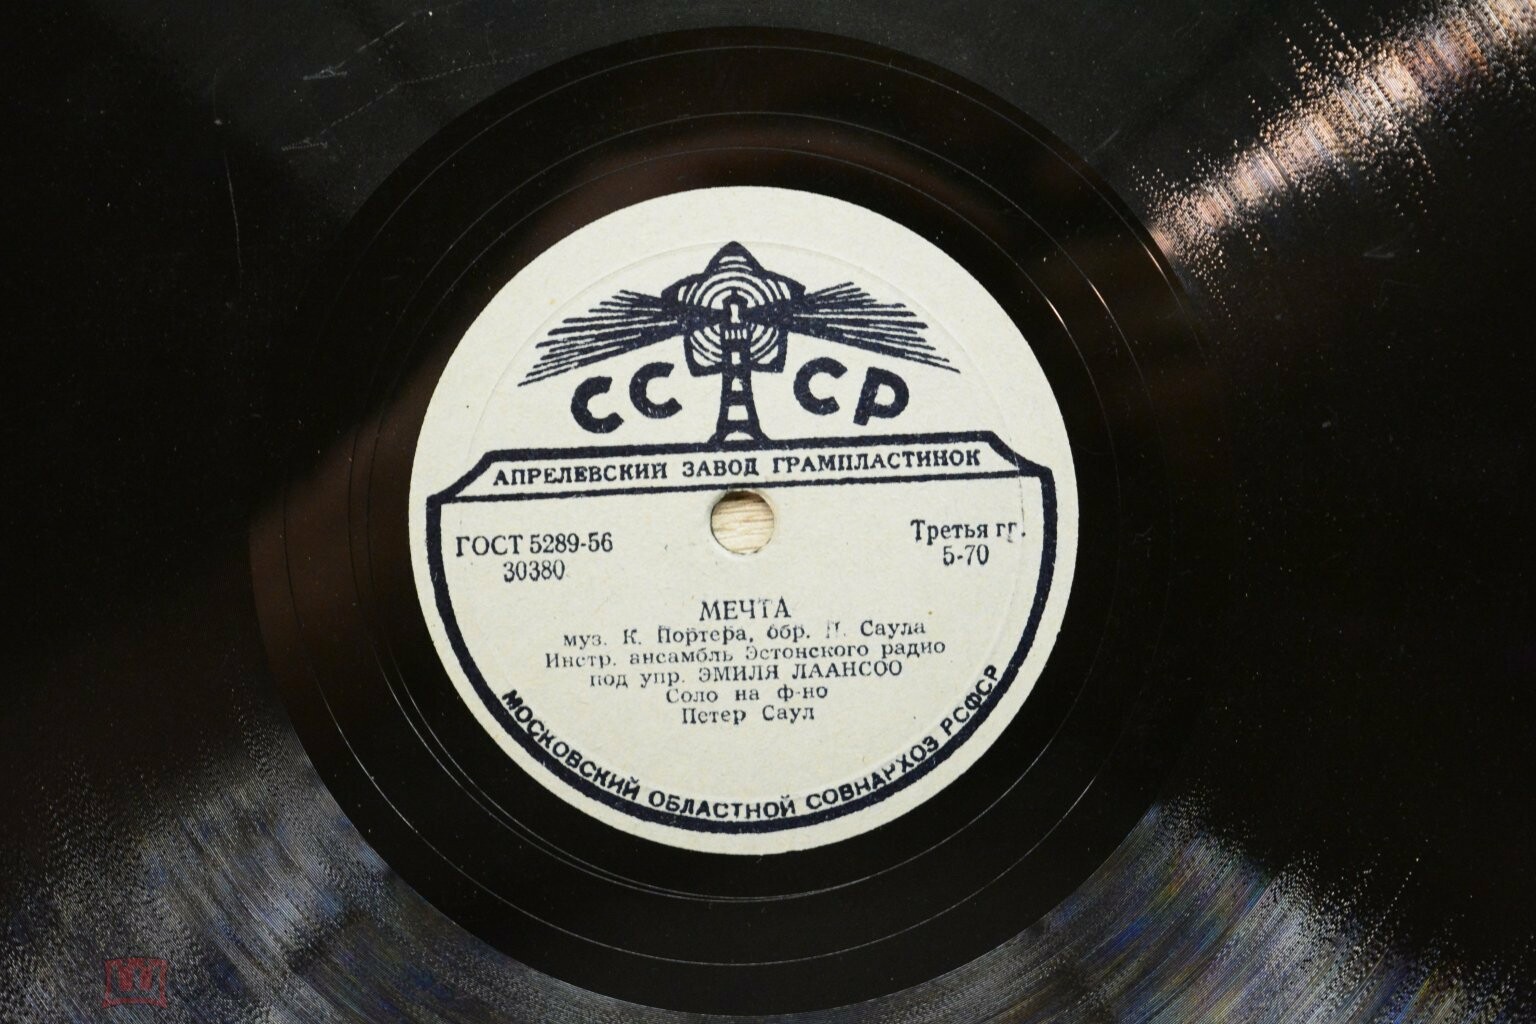 СССР
АПРЕЛЕВСКИЙ ЗАВОД ГРАМПЛАСТИНОК
ГОСТ 5289-56
30380
Третья гр.
5-70
МЕЧТА
муз. К. Портера, обр. П. Саула
Инстр. ансамбль Эстонского радио
под упр. ЭМИЛЯ ЛААНСОО
Соло на ф-но
Петер Саул
МОСКОВСКИЙ ОБЛАСТНОЙ СОВНАРХОЗ РСФСР